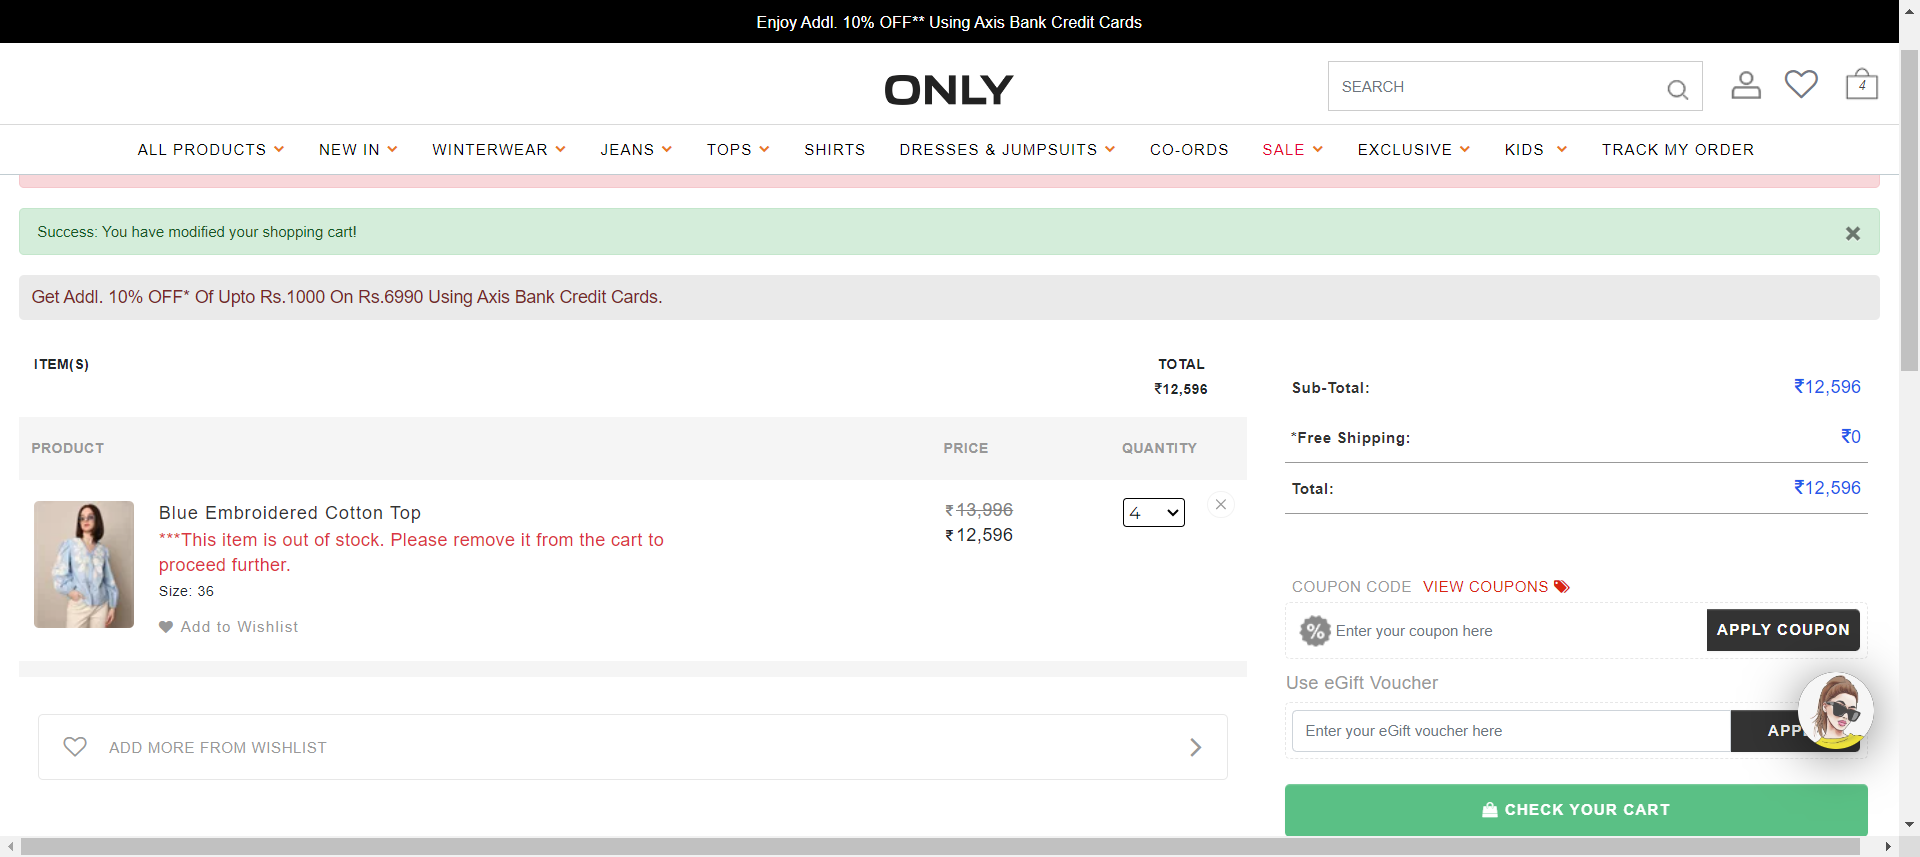 Enjoy Addl. 10% OFF** Using Axis Bank Credit Cards
ONLY
SEARCH
4
ALL PRODUCTS NEW IN WINTERWEAR JEANS TOPS SHIRTS DRESSES & JUMPSUITS CO-ORDS SALE EXCLUSIVE KIDS TRACK MY ORDER
Success: You have modified your shopping cart!
Get Addl. 10% OFF* Of Upto Rs.1000 On Rs.6990 Using Axis Bank Credit Cards.
ITEM(S) TOTAL
₹12,596
PRODUCT PRICE QUANTITY
Blue Embroidered Cotton Top
₹13,996
4
***This item is out of stock. Please remove it from the cart to
₹12,596
proceed further.
Size: 36
Add to Wishlist
ADD MORE FROM WISHLIST
Sub-Total: ₹12,596
*Free Shipping: ₹0
Total: ₹12,596
COUPON CODE VIEW COUPONS
% Enter your coupon here APPLY COUPON
Use eGift Voucher
Enter your eGift voucher here
CHECK YOUR CART